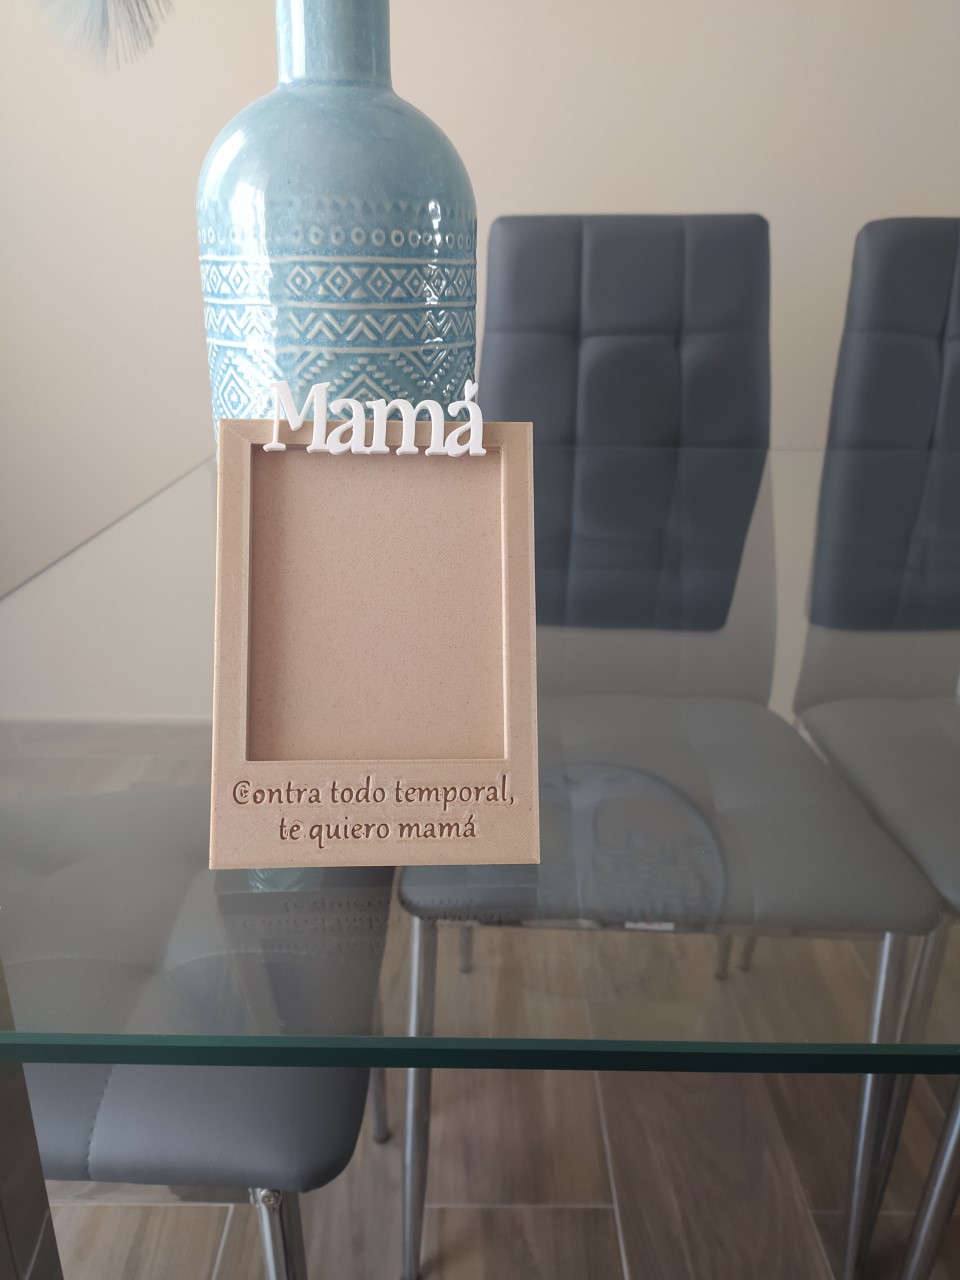 Mamá
Contra todo temporal,
te quiero mamá